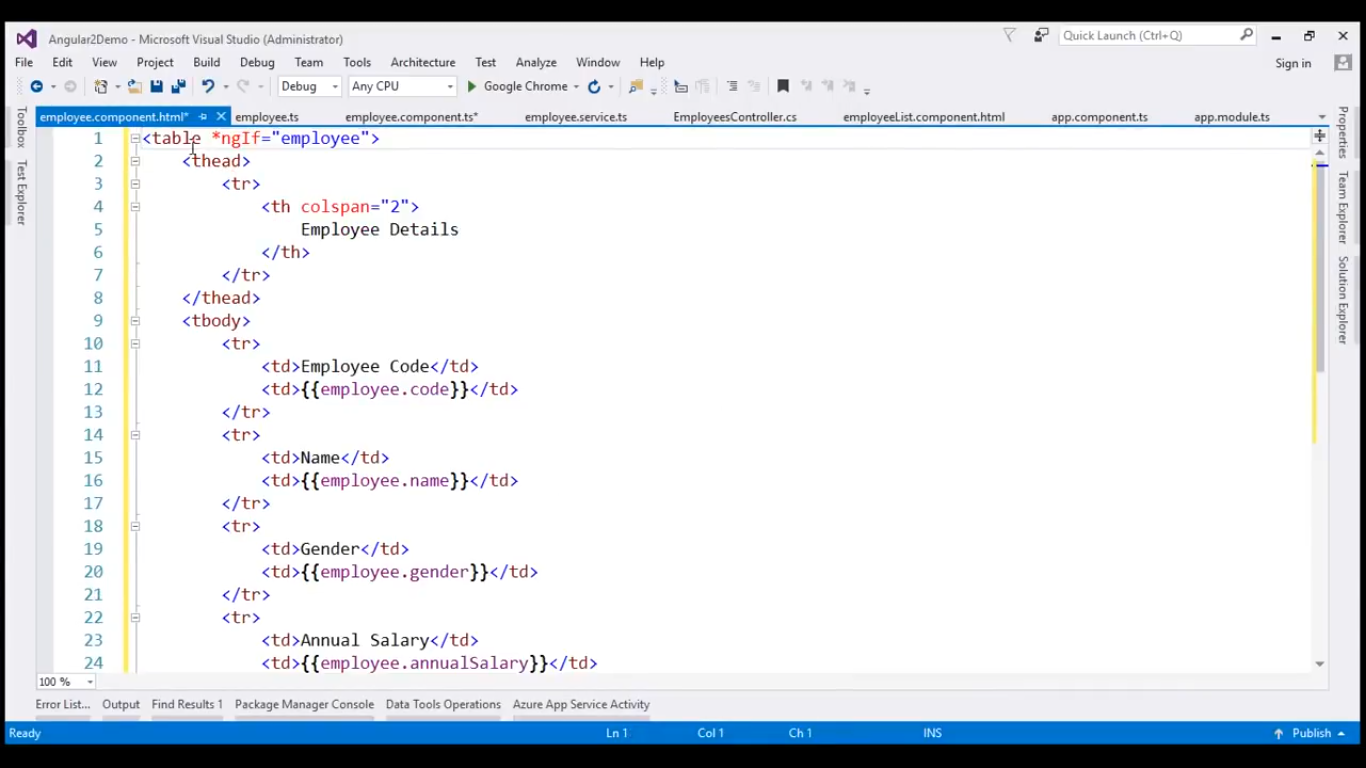 Angular2Demo - Microsoft Visual Studio (Administrator)
Quick Launch (Ctrl+Q)
File Edit View Project Build Debug Team Tools Architecture Test Analyze Window Help
Sign in
Debug Any CPU Google Chrome
employee.component.html* employee.ts employee.component.ts* employee.service.ts EmployeesController.cs employeeList.component.html app.component.ts app.module.ts
Toolbox
Test Explorer
1 <table *ngIf="employee">
2 <thead>
3 <tr>
4 <th colspan="2">
5 Employee Details
6 </th>
7 </tr>
8 </thead>
9 <tbody>
10 <tr>
11 <td>Employee Code</td>
12 <td>{{employee.code}}</td>
13 </tr>
14 <tr>
15 <td>Name</td>
16 <td>{{employee.name}}</td>
17 </tr>
18 <tr>
19 <td>Gender</td>
20 <td>{{employee.gender}}</td>
21 </tr>
22 <tr>
23 <td>Annual Salary</td>
24 <td>{{employee.annualSalary}}</td>
Properties
Team Explorer
Solution Explorer
100 %
Error List... Output Find Results 1 Package Manager Console Data Tools Operations Azure App Service Activity
Ready Ln 1 Col 1 Ch 1 INS Publish